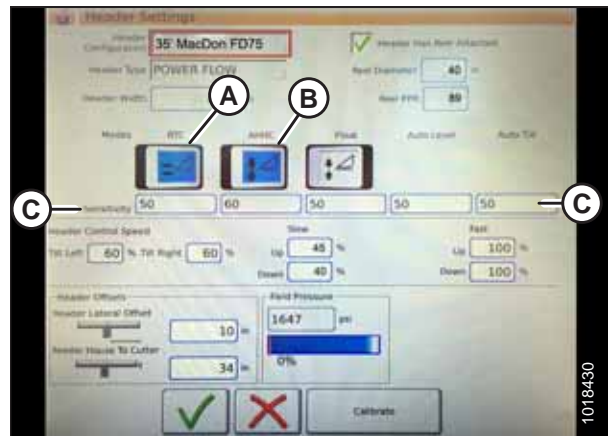 Header Settings
Header Configuration 35' MacDon FD75
Header Has Reel Attached
Header Type POWER FLOW
Reel Diameter 40 in
Header Width
Reel PPR 89
A
B
Modes RTC AHHC Float Auto Level Auto Tilt
C
Sensitivity 50 60 50 50 50
C
Header Control Speed
Slow
Fast
Tilt Left 60 % Tilt Right 60 %
Up 45 %
Up 100 %
Down 40 %
Down 100 %
Header Offsets
Field Pressure
Header Lateral Offset
10 in
1647 psi
Feeder House To Cutter
34 in
0%
Calibrate
1018430